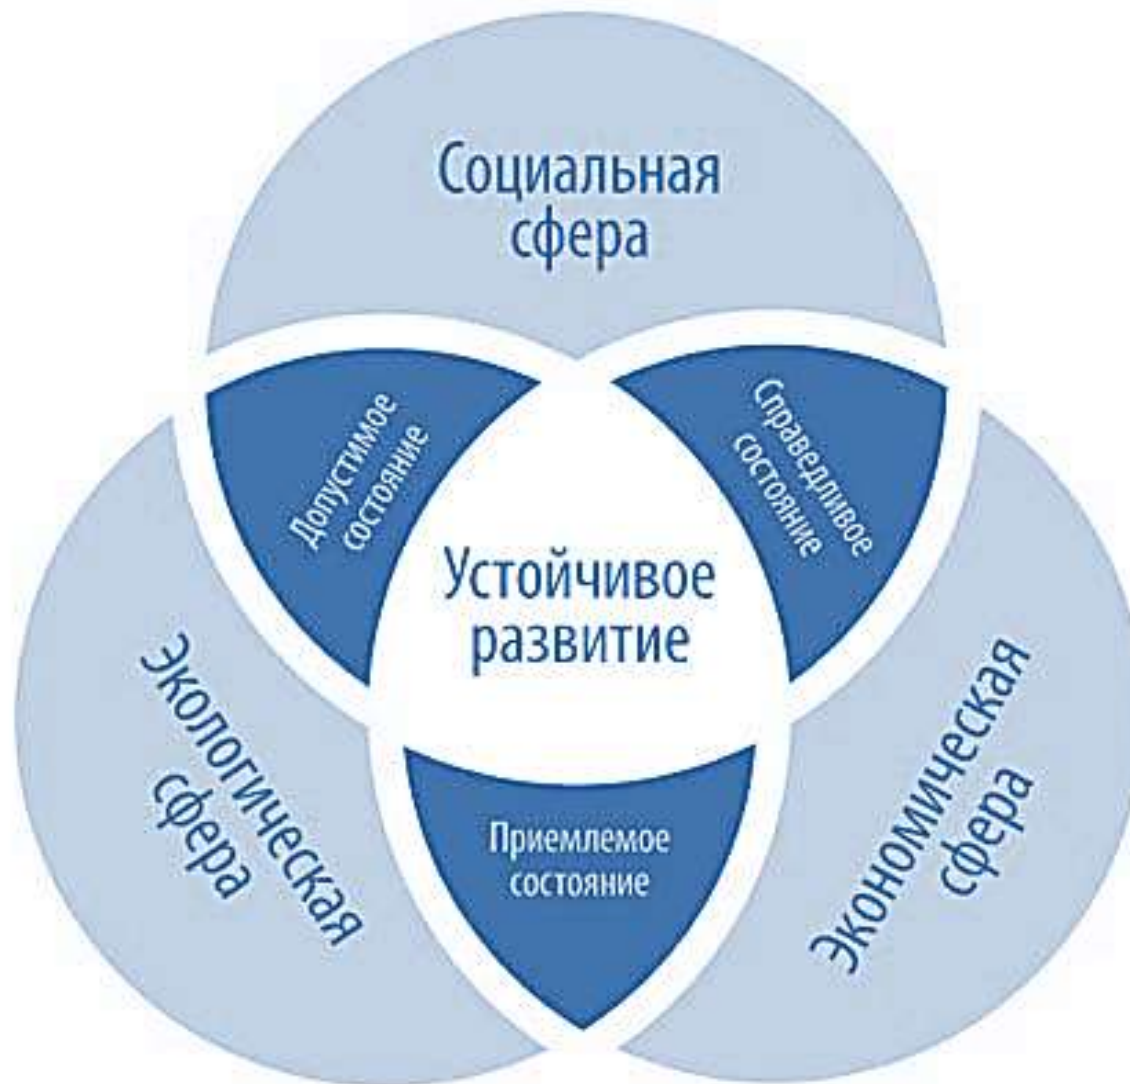 Социальная
сфера
Допустимое
состояние
Справедливое
состояние
Устойчивое
развитие
Экологическая
сфера
Экономическая
сфера
Приемлемое
состояние